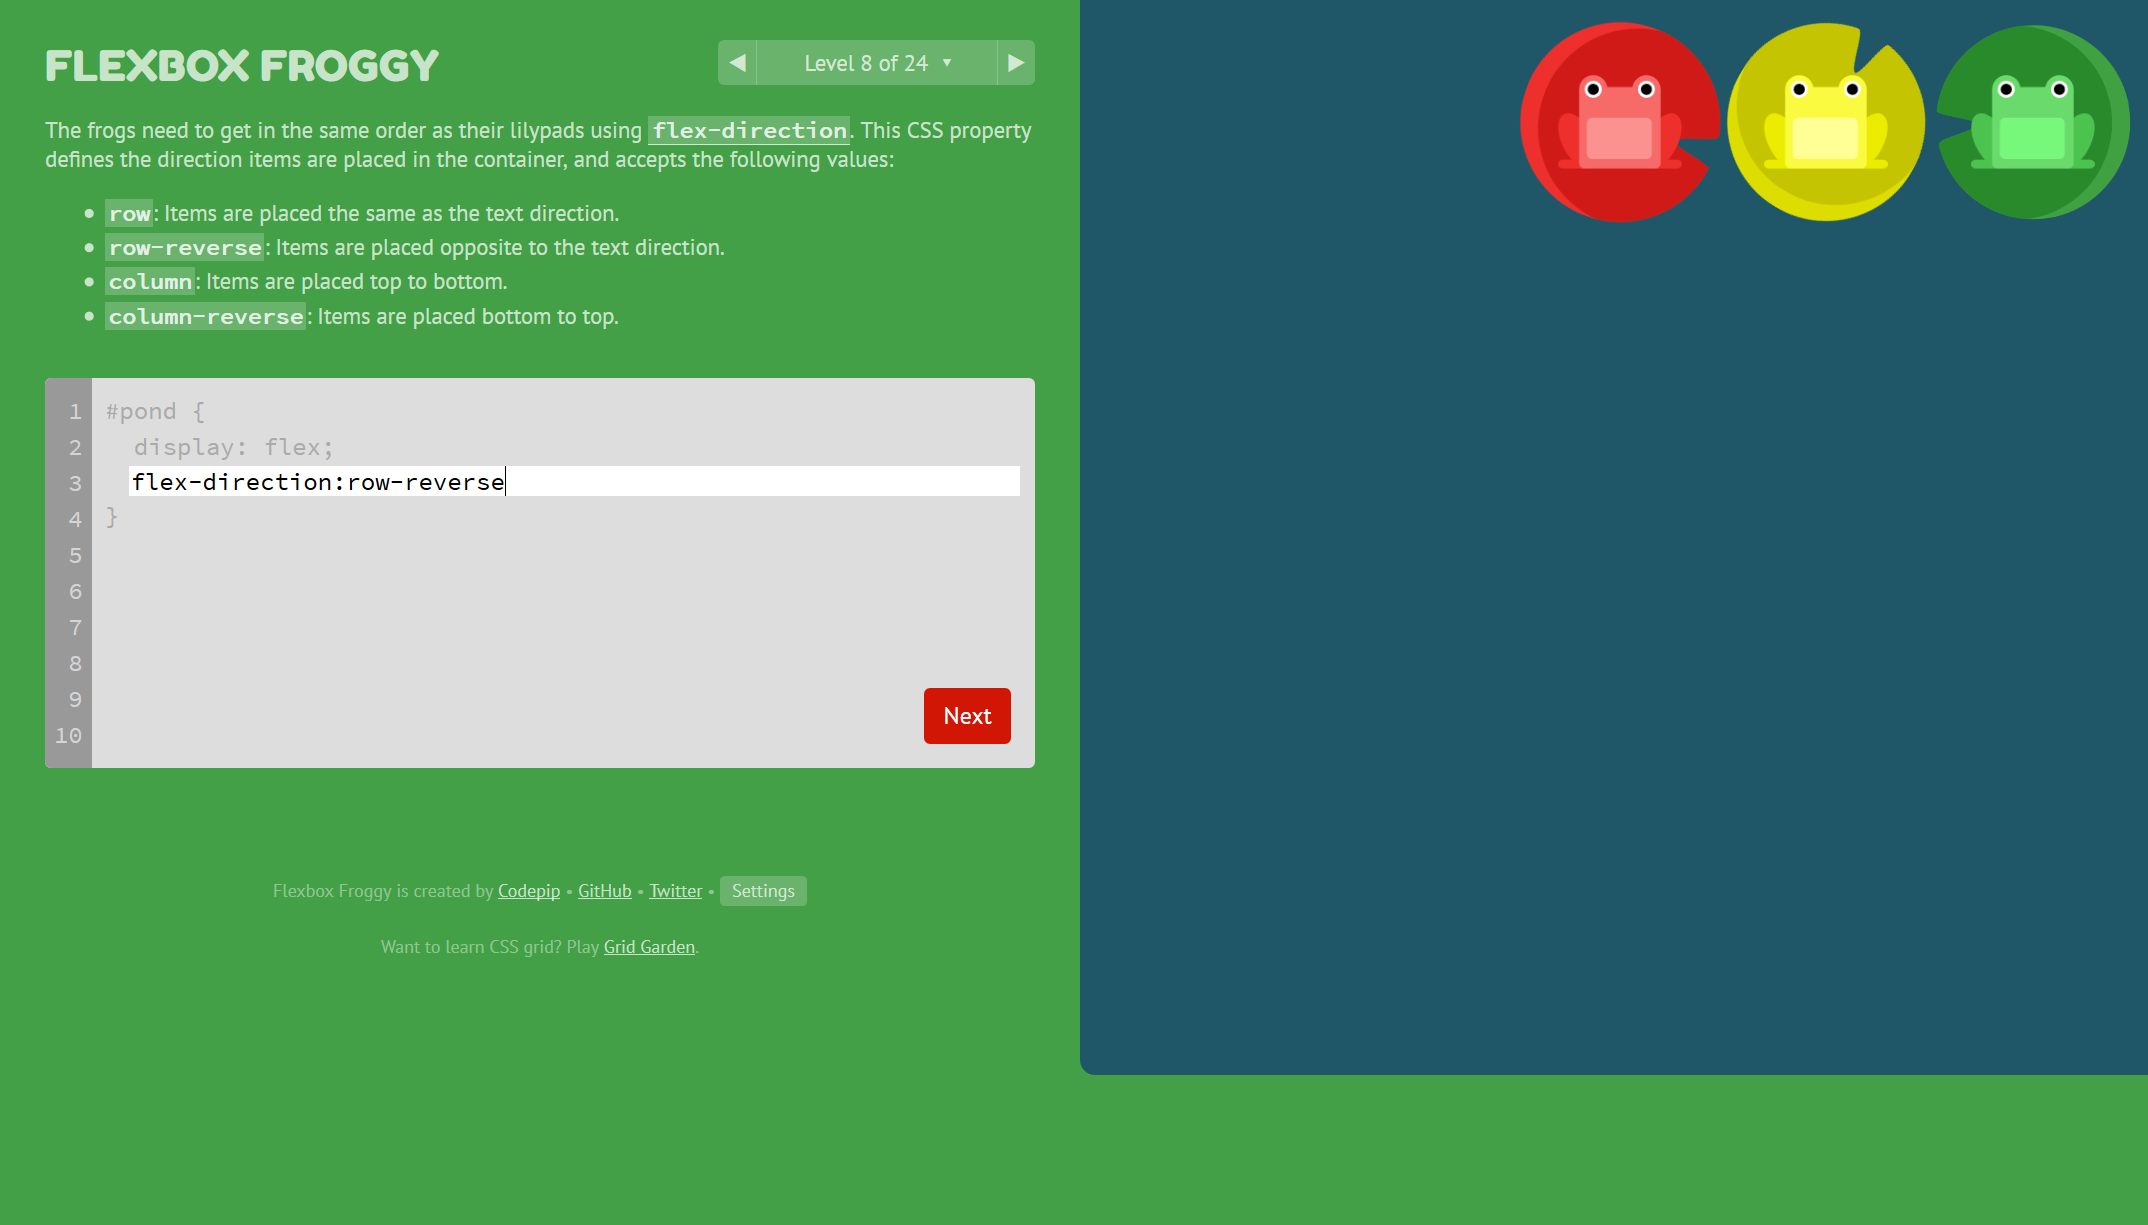 FLEXBOX FROGGY
◀ Level 8 of 24 ▼ ▶
The frogs need to get in the same order as their lilypads using flex-direction. This CSS property
defines the direction items are placed in the container, and accepts the following values:
• row: Items are placed the same as the text direction.
• row-reverse: Items are placed opposite to the text direction.
• column: Items are placed top to bottom.
• column-reverse: Items are placed bottom to top.
1 #pond {
2 display: flex;
3 flex-direction:row-reverse
4 }
5
6
7
8
9
10
Next
Flexbox Froggy is created by Codepip • GitHub • Twitter • Settings
Want to learn CSS grid? Play Grid Garden.